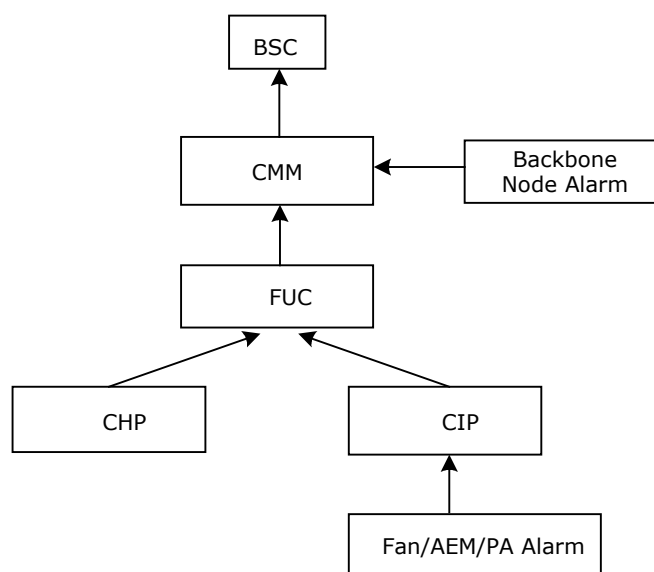 BSC
CMM
Backbone
Node Alarm
FUC
CHP
CIP
Fan/AEM/PA Alarm